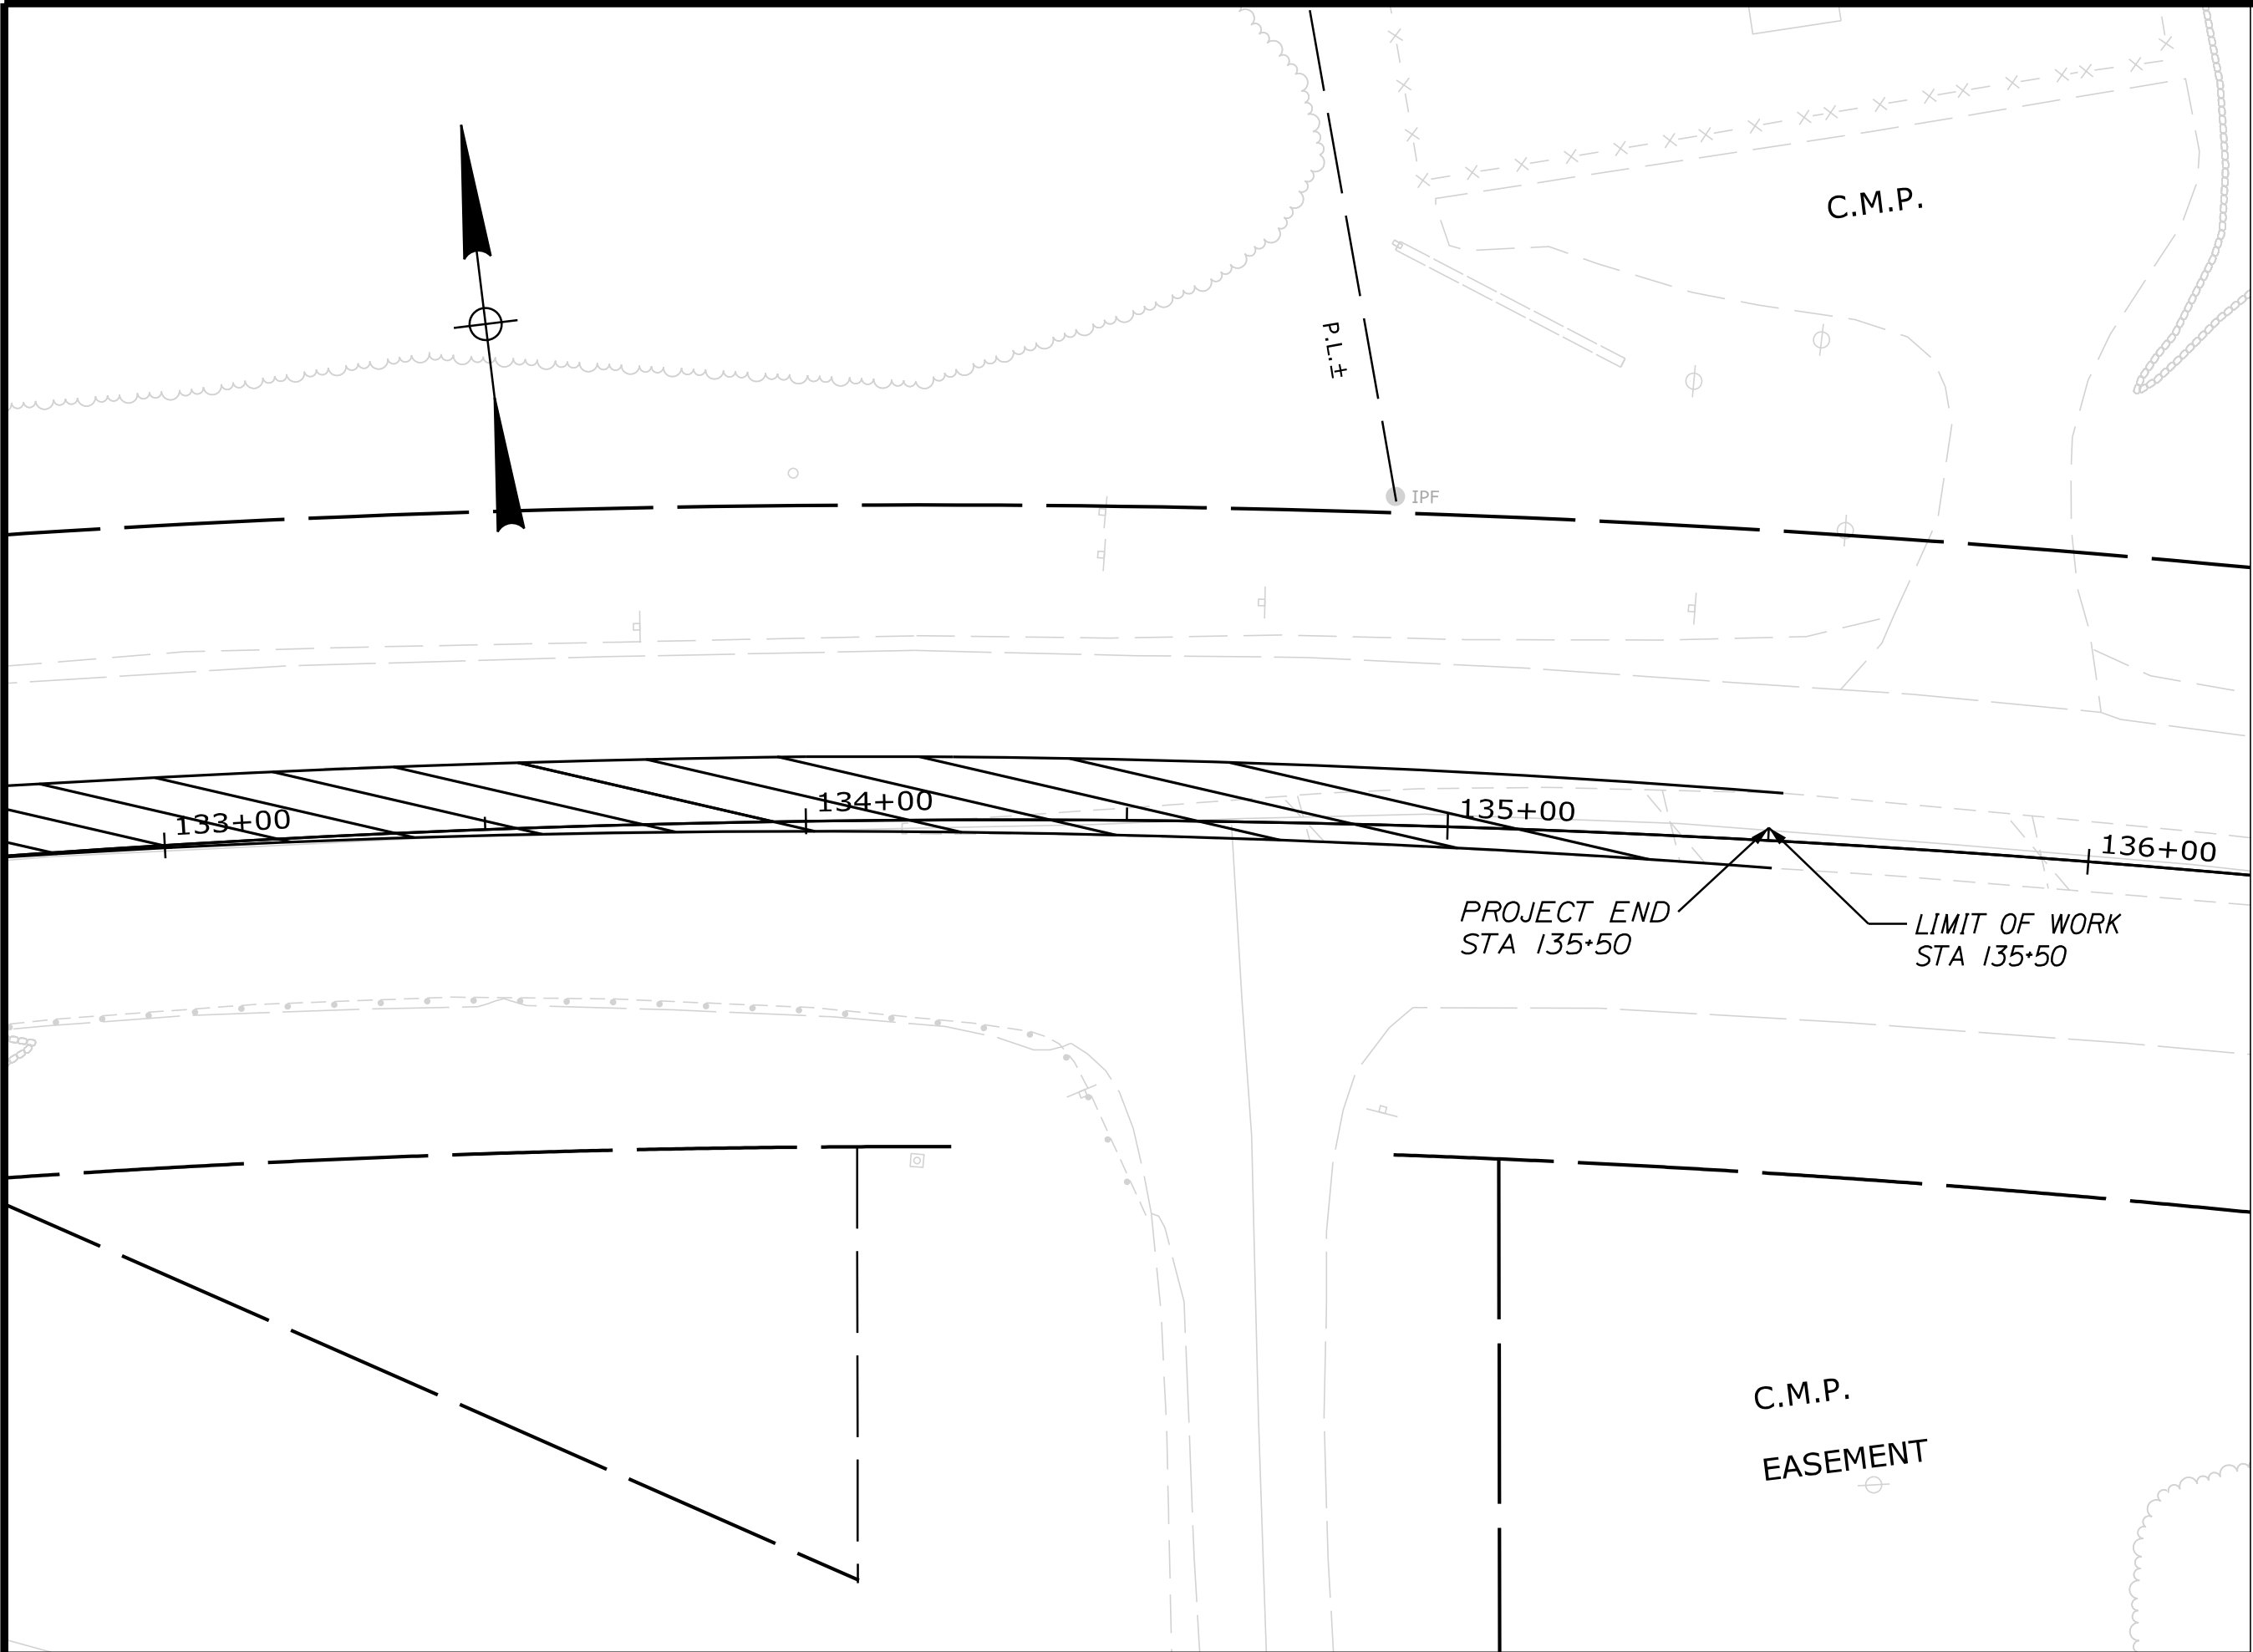 C.M.P.
P.L.±
IPF
133+00
134+00
135+00
136+00
PROJECT END
STA 135+50
LIMIT OF WORK
STA 135+50
C.M.P.
EASEMENT